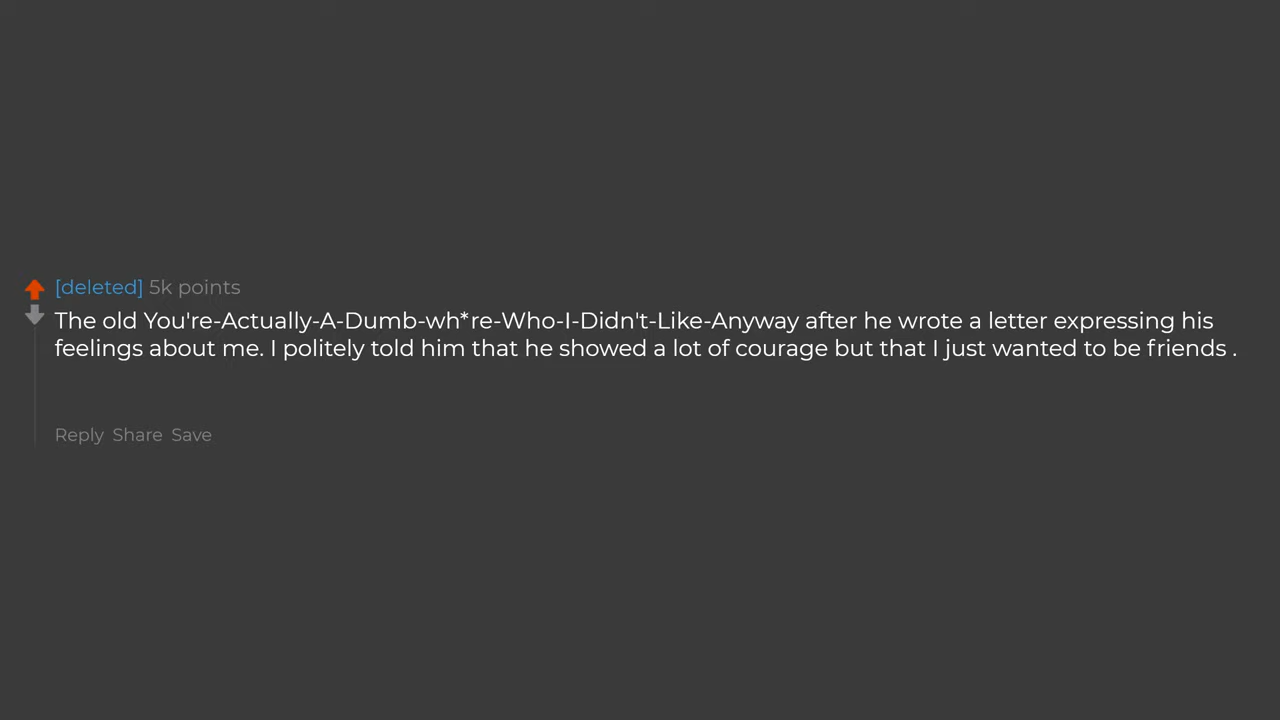 [deleted] 5k points
The old You're-Actually-A-Dumb-wh*re-Who-I-Didn't-Like-Anyway after he wrote a letter expressing his
feelings about me. I politely told him that he showed a lot of courage but that I just wanted to be friends .
Reply Share Save